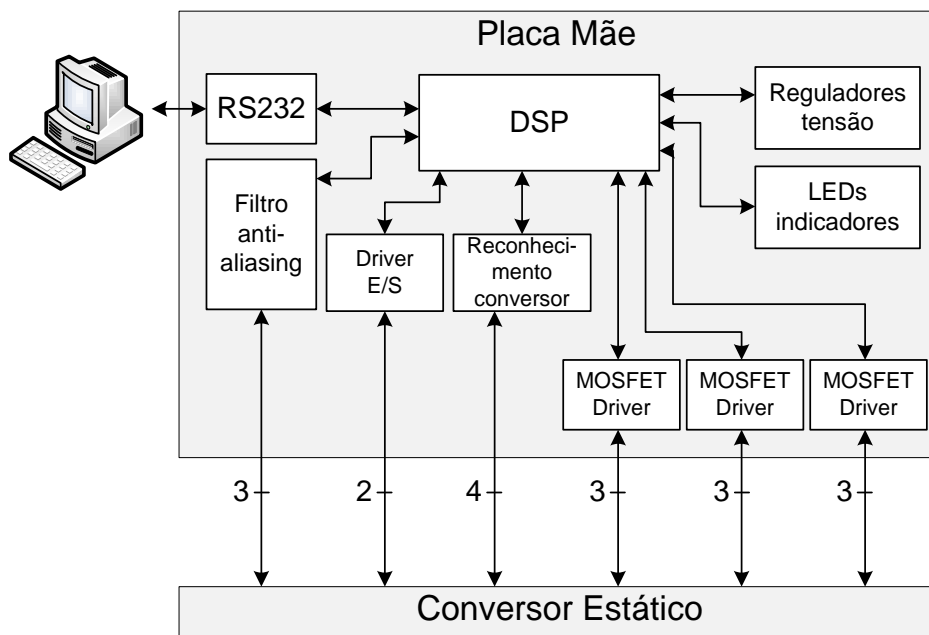 Placa Mãe
RS232
DSP
Reguladores
tensão
Filtro
anti-
aliasing
LEDs
indicadores
Driver
E/S
Reconheci-
mento
conversor
MOSFET
Driver
MOSFET
Driver
MOSFET
Driver
3
2
4
3
3
3
Conversor Estático